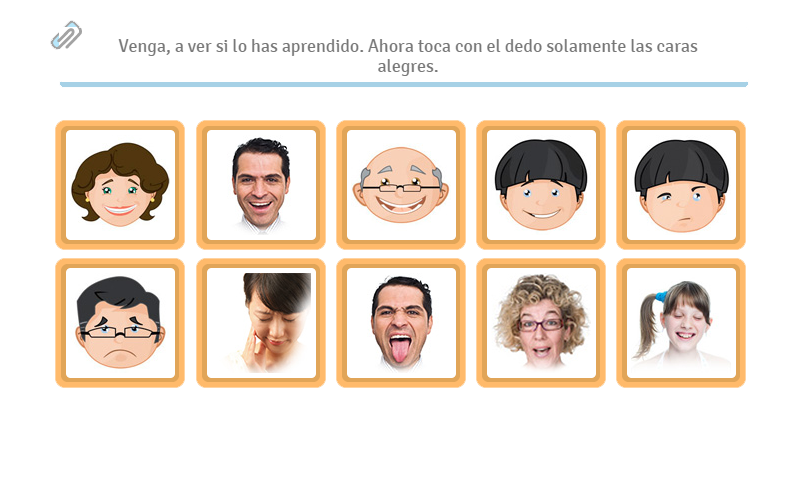 Venga, a ver si lo has aprendido. Ahora toca con el dedo solamente las caras
alegres.